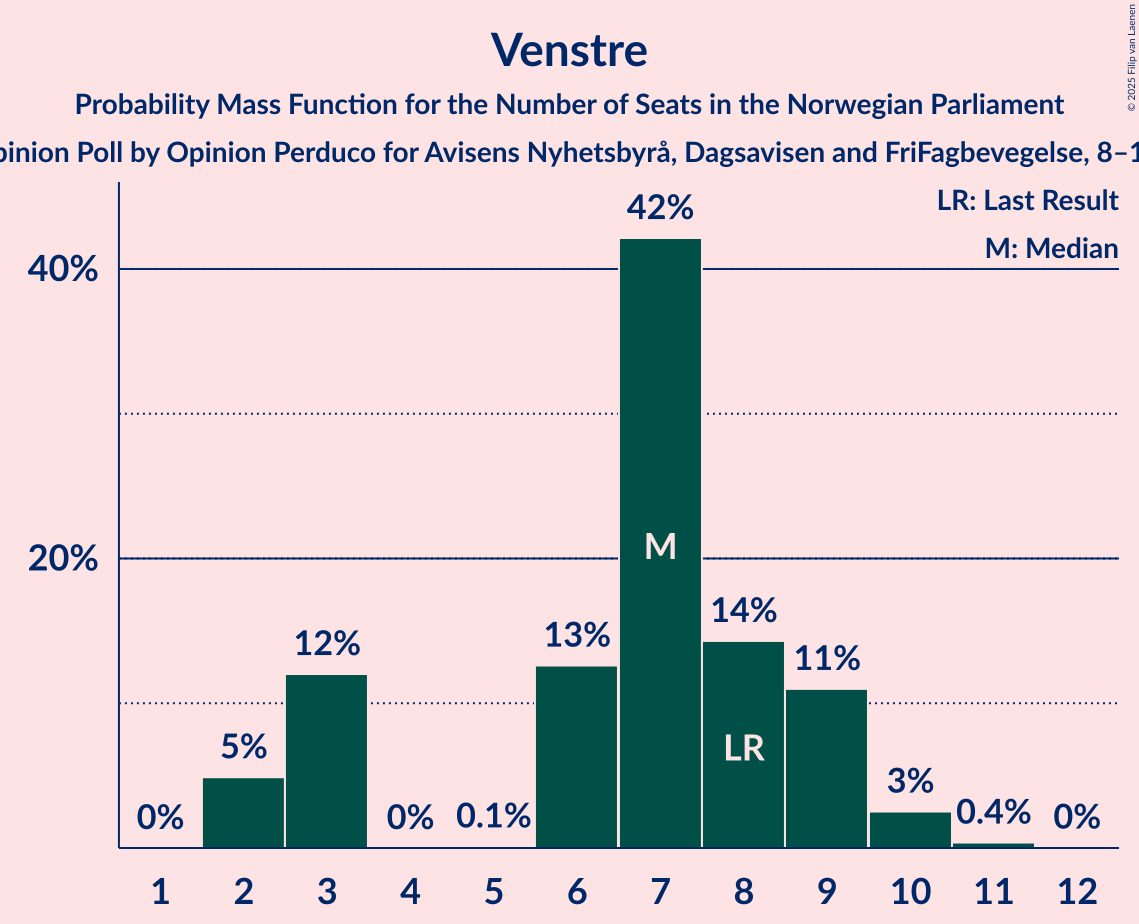 Venstre
Probability Mass Function for the Number of Seats in the Norwegian Parliament
Opinion Poll by Opinion Perduco for Avisens Nyhetsbyrå, Dagsavisen and FriFagbevegelse, 8–1
LR: Last Result
M: Median
40%
20%
0%
5%
12%
0%
0.1%
13%
42%
14%
11%
3%
0.4%
0%
M
LR
1 2 3 4 5 6 7 8 9 10 11 12
© 2025 Filip van Laenen